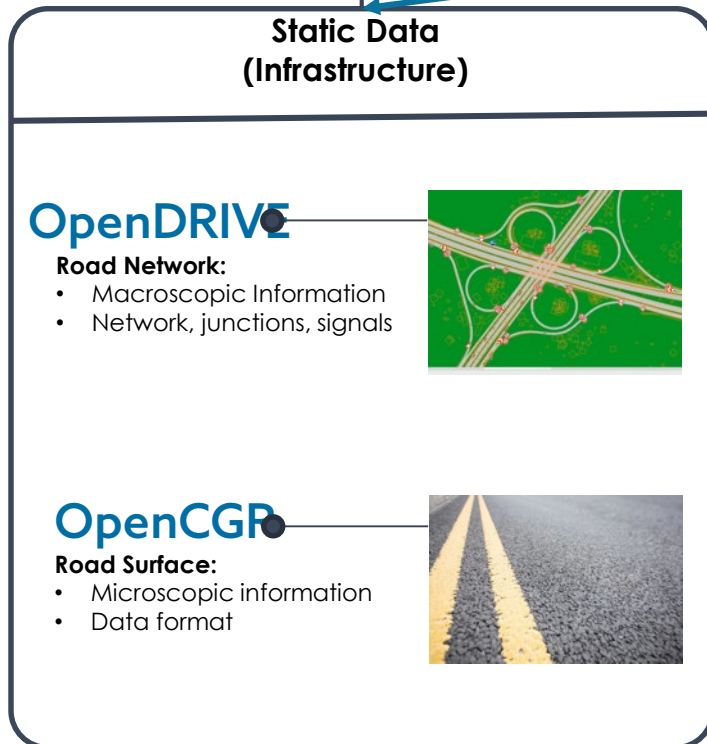 Static Data
(Infrastructure)
OpenDRIVE
Road Network:
• Macroscopic Information
• Network, junctions, signals
OpenCGR
Road Surface:
• Microscopic information
• Data format